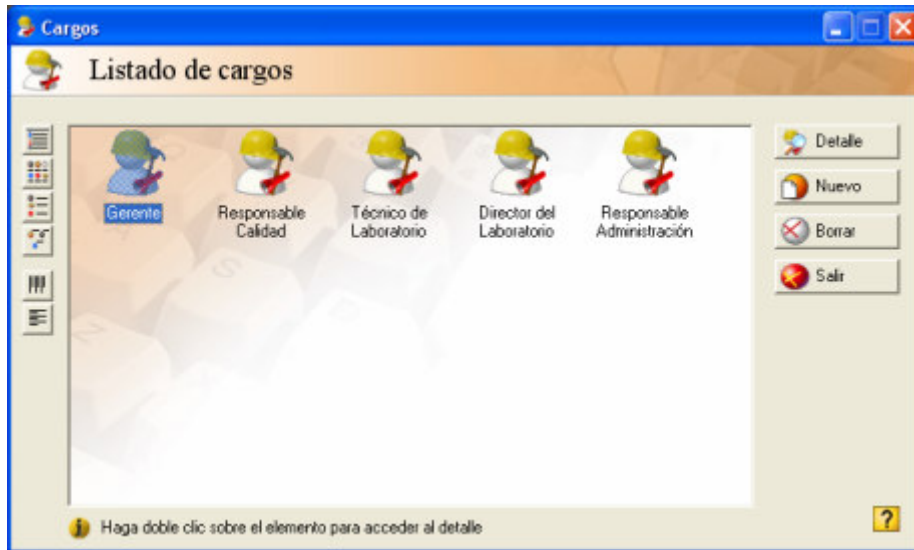 Cargos
Listado de cargos
Gerente
Responsable
Calidad
Técnico de
Laboratorio
Director del
Laboratorio
Responsable
Administración
Detalle
Nuevo
Borrar
Salir
Haga doble clic sobre el elemento para acceder al detalle
?